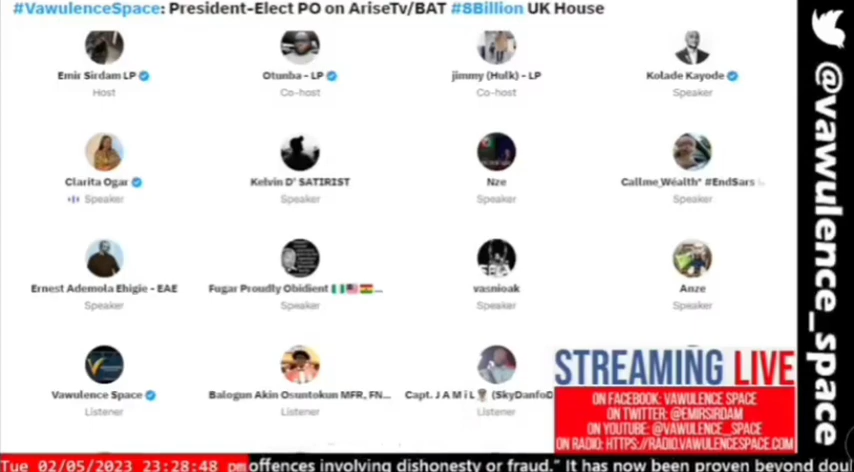 #VawulenceSpace: President-Elect PO on AriseTv/BAT #8Billion UK House
Emir Sirdam LP
Host
Otunba - LP
Co-host
jimmy (Hulk) - LP
Co-host
Kolade Kayode
Speaker
Clarita Ogar
Speaker
Kelvin D' SATIRIST
Speaker
Nze
Speaker
Callme Wéalth* #EndSars
Speaker
Ernest Ademola Ehigie - EAE
Speaker
Fugar Proudly Obidient 🇳🇬🇺🇸🇬🇭...
Speaker
vasnioak
Speaker
Anze
Speaker
Vawulence Space
Listener
Balogun Akin Osuntokun MFR, FN...
Listener
Capt. J A M i L (SkyDanfo
Listener
STREAMING LIVE
ON FACEBOOK: VAWULENCE SPACE
ON TWITTER: @EMIRSIRDAM
ON YOUTUBE: @VAWULENCE_SPACE
ON RADIO: HTTPS://RADIO.VAWULENCESPACE.COM
@vawulence_space
Tue 02/05/2023 23:28:48 pm offences involving dishonesty or fraud." It has now been proven beyond